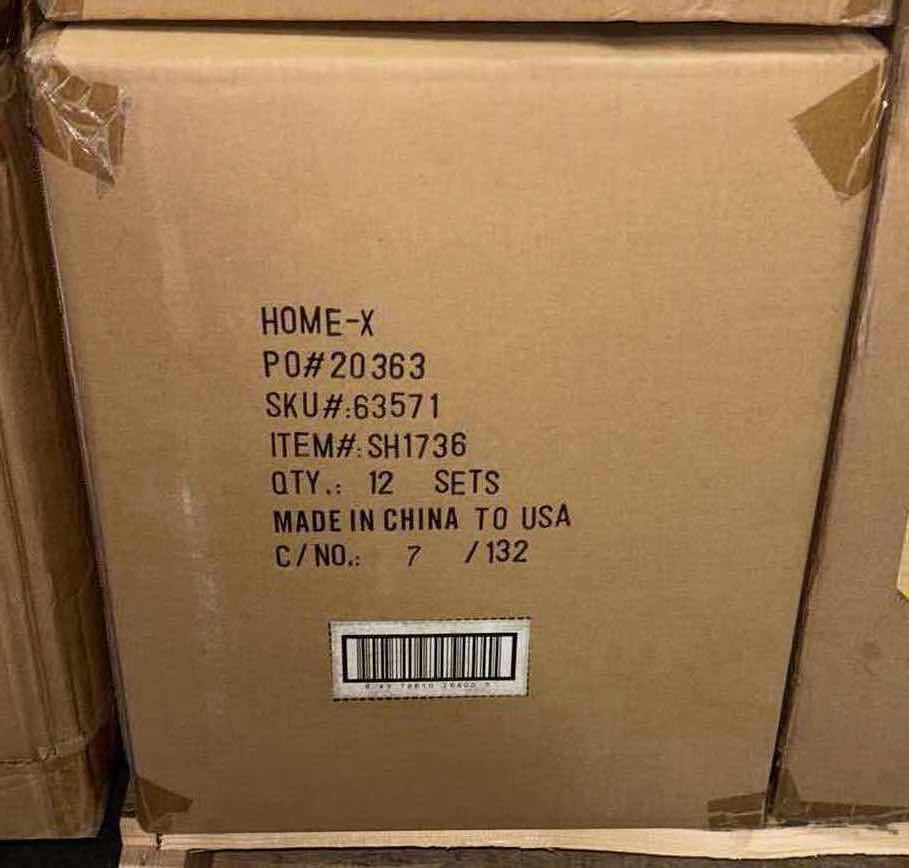 HOME-X
PO#20363
SKU#:63571
ITEM#:SH1736
QTY.: 12 SETS
MADE IN CHINA TO USA
C/NO.: 7 /132